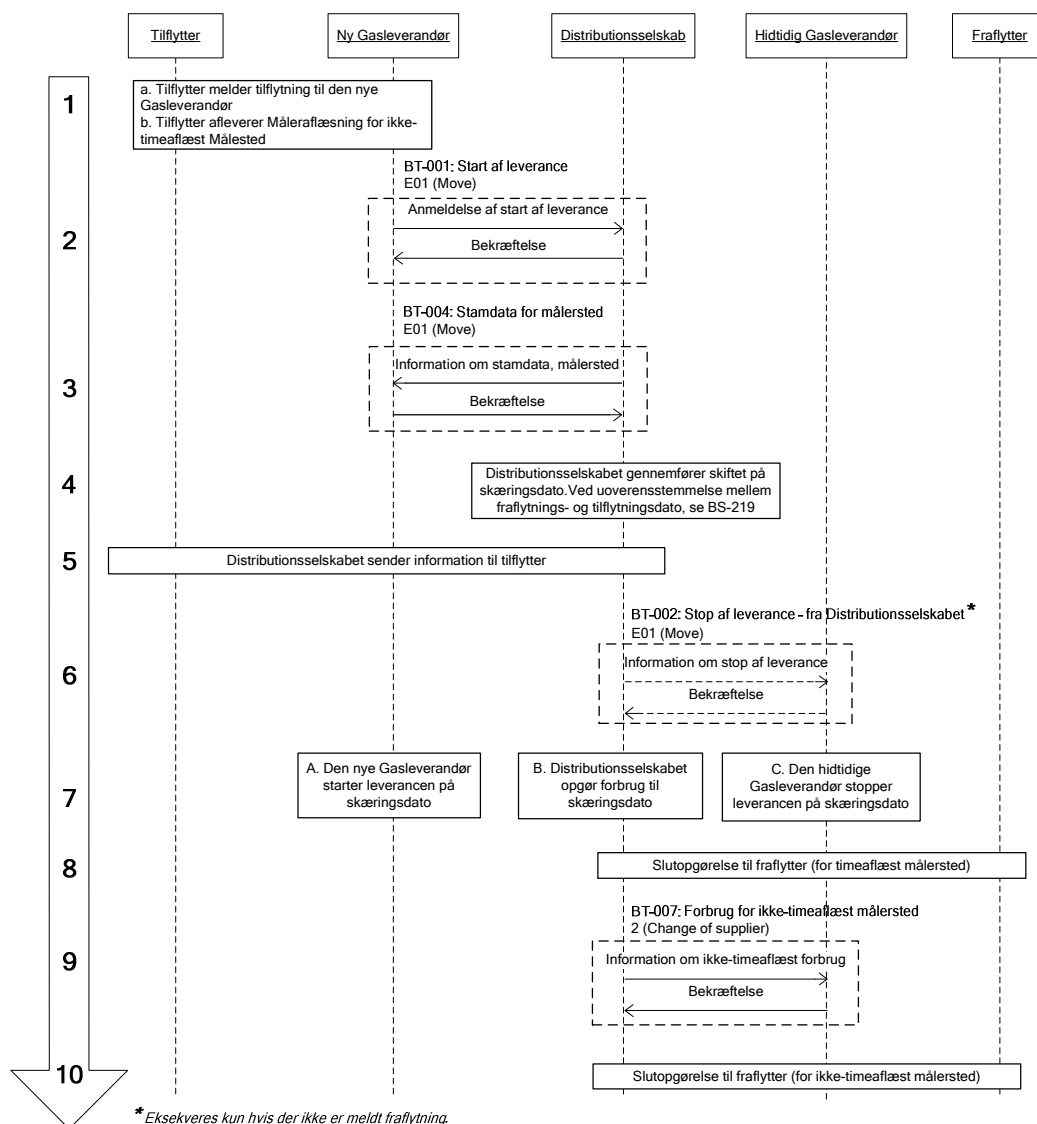 Tilflytter
Ny Gasleverandør
Distributionsselskab
Hidtidig Gasleverandør
Fraflytter
1
a. Tilflytter melder tilflytning til den nye
Gasleverandør
b. Tilflytter afleverer Måleraflæsning for ikke-
timeaflæst Målested
BT-001: Start af leverance
E01 (Move)
2
Anmeldelse af start af leverance
Bekræftelse
BT-004: Stamdata for målersted
E01 (Move)
3
Information om stamdata, målersted
Bekræftelse
4
Distributionsselskabet gennemfører skiftet på
skæringsdato.Ved uoverensstemmelse mellem
fraflytnings- og tilflytningsdato, se BS-219
5
Distributionsselskabet sender information til tilflytter
BT-002: Stop af leverance - fra Distributionsselskabet *
E01 (Move)
6
Information om stop af leverance
Bekræftelse
7
A. Den nye Gasleverandør
starter leverancen på
skæringsdato
B. Distributionsselskabet
opgør forbrug til
skæringsdato
C. Den hidtidige
Gasleverandør stopper
leverancen på skæringsdato
8
Slutopgørelse til fraflytter (for timeaflæst målersted)
BT-007: Forbrug for ikke-timeaflæst målersted
2 (Change of supplier)
9
Information om ikke-timeaflæst forbrug
Bekræftelse
10
Slutopgørelse til fraflytter (for ikke-timeaflæst målersted)
* Eksekveres kun hvis der ikke er meldt fraflytning.